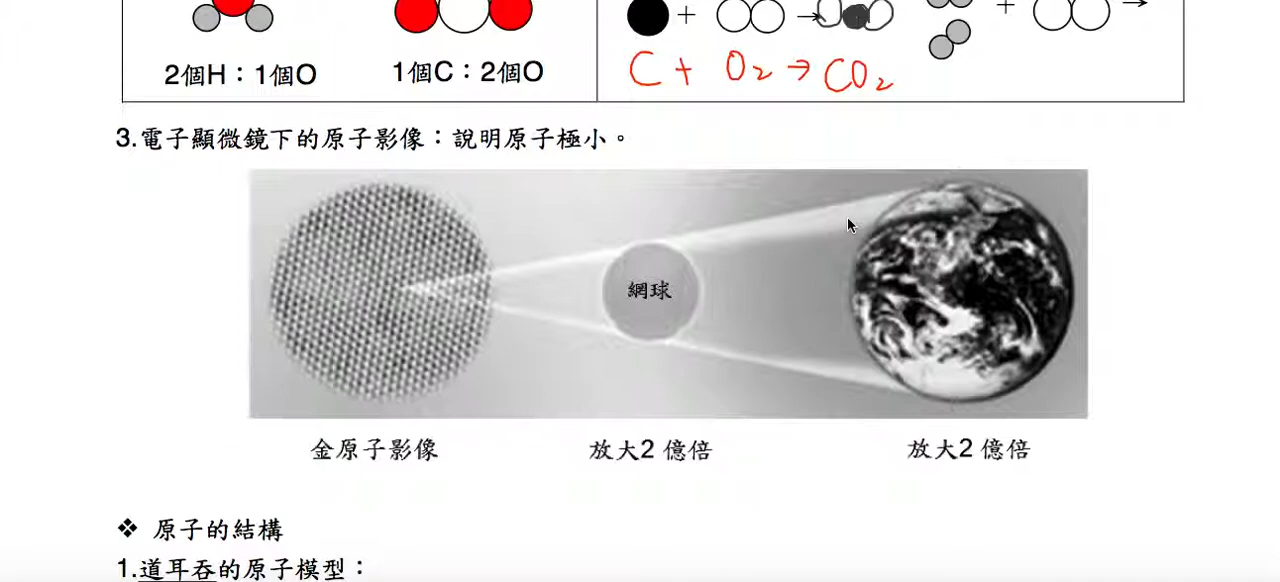 2個H：1個O
1個C：2個O
+ →
+ →
C + O₂ → CO₂
3.電子顯微鏡下的原子影像：說明原子極小。
網球
金原子影像
放大2 億倍
放大2 億倍
❖ 原子的結構
1.道耳吞的原子模型：